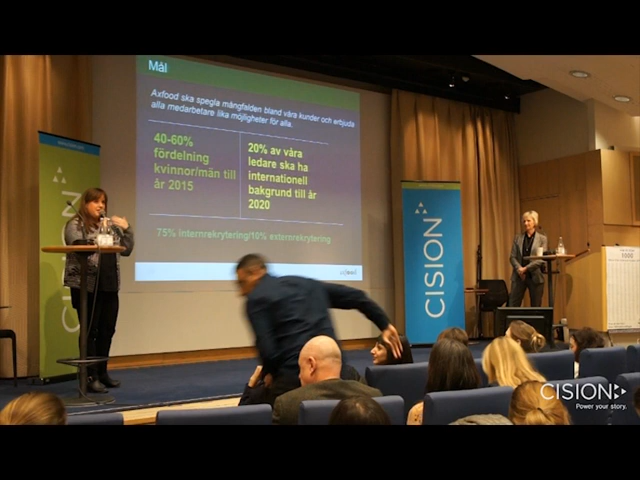 Mål
Axfood ska spegla mångfalden bland våra kunder och erbjuda
alla medarbetare lika möjligheter för alla.
40-60%
fördelning
kvinnor/män till
år 2015
20% av våra
ledare ska ha
internationell
bakgrund till år
2020
75% internrekrytering/10% externrekrytering
CISION
CISION
CISION
Power your story.